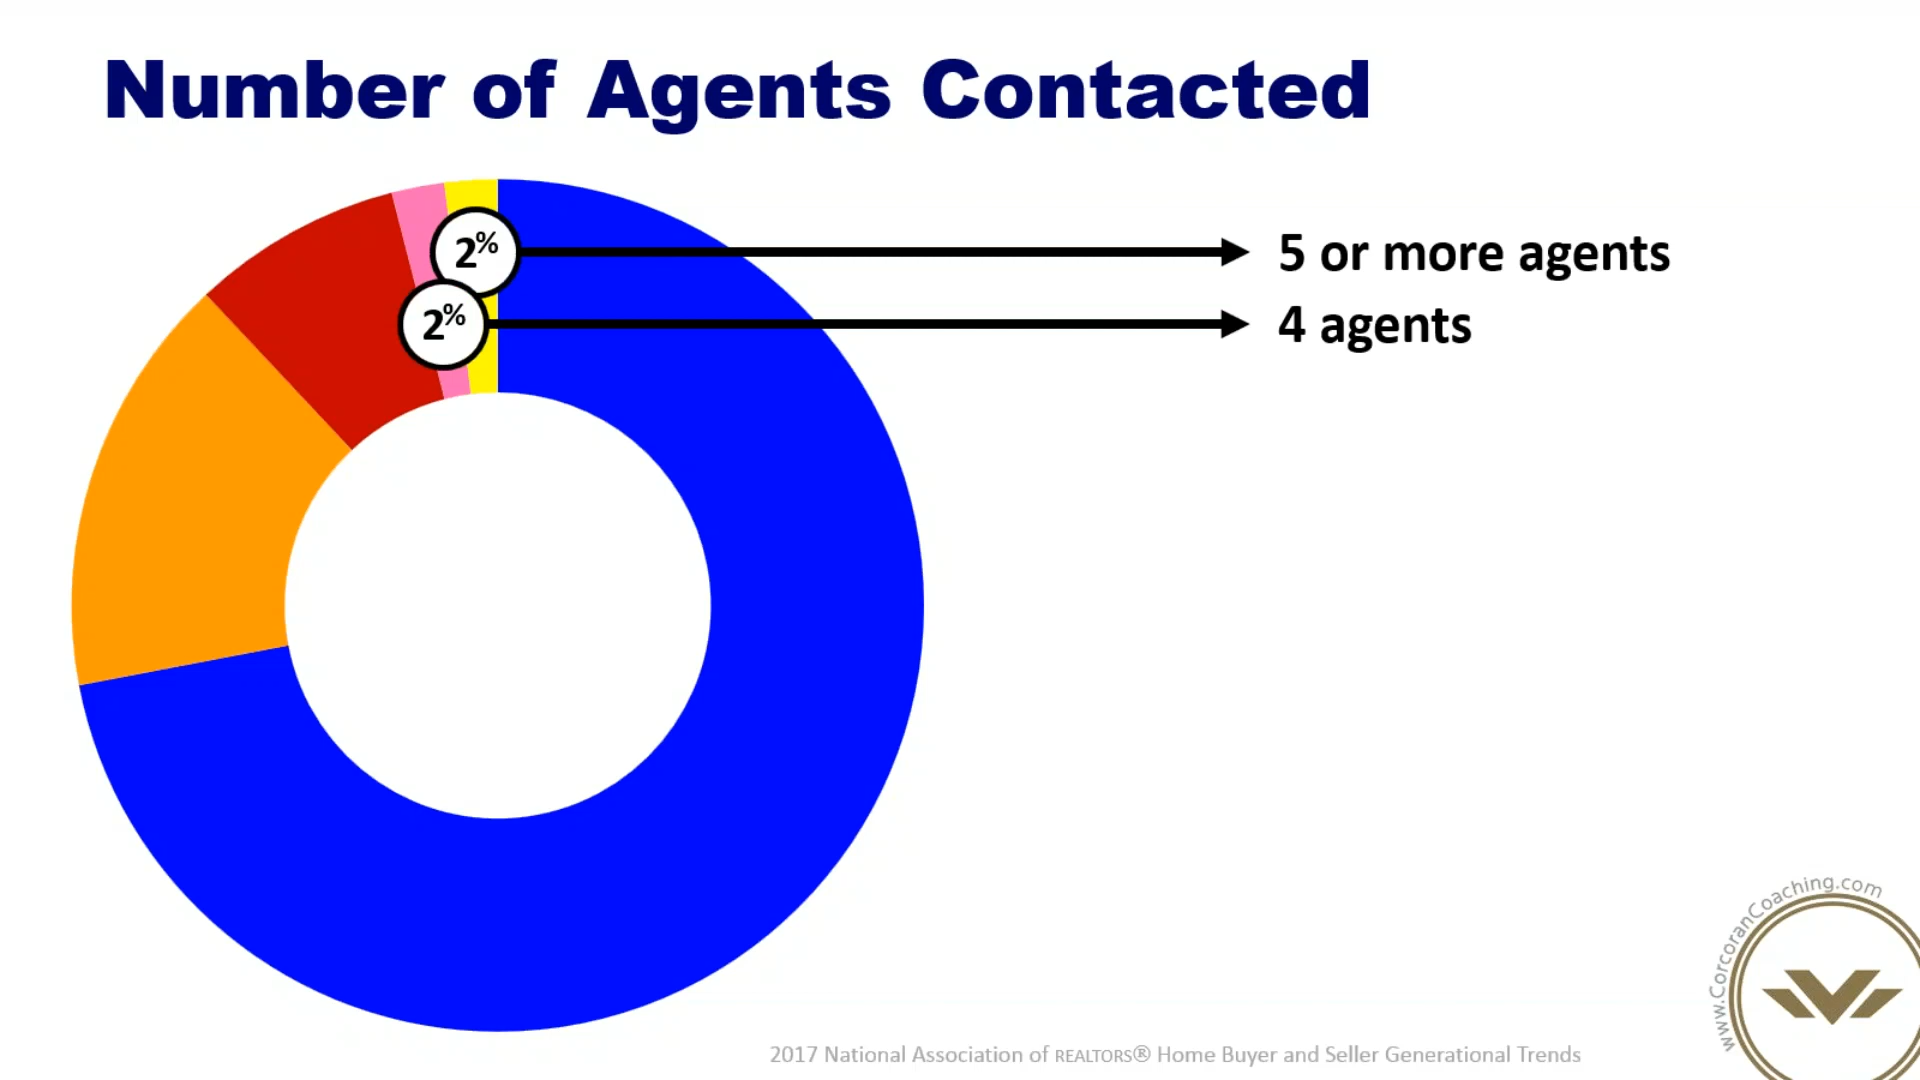 Number of Agents Contacted
2% 5 or more agents
2% 4 agents
www.CorcoranCoaching.com
2017 National Association of REALTORS® Home Buyer and Seller Generational Trends